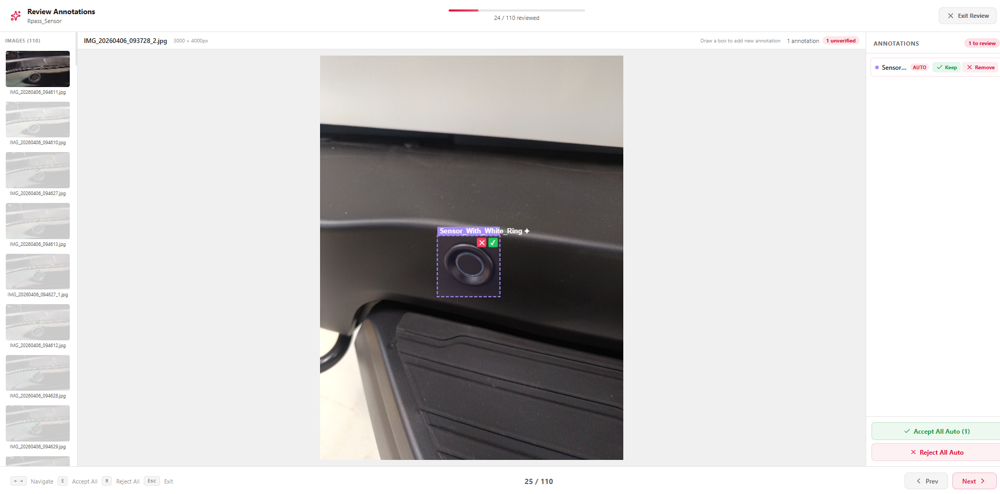 Review Annotations
Rpass_Sensor
24 / 110 reviewed
Exit Review
IMAGES (110)
IMG_20260406_094611.jpg
IMG_20260406_094610.jpg
IMG_20260406_094627.jpg
IMG_20260406_094613.jpg
IMG_20260406_094627_1.jpg
IMG_20260406_094612.jpg
IMG_20260406_094628.jpg
IMG_20260406_094629.jpg
IMG_20260406_093728_2.jpg 3000 × 4000px
Draw a box to add new annotation 1 annotation 1 unverified
Sensor_With_White_Ring
ANNOTATIONS 1 to review
Sensor... AUTO Keep Remove
Accept All Auto (1)
Reject All Auto
← → Navigate E Accept All R Reject All Esc Exit
25 / 110
Prev Next